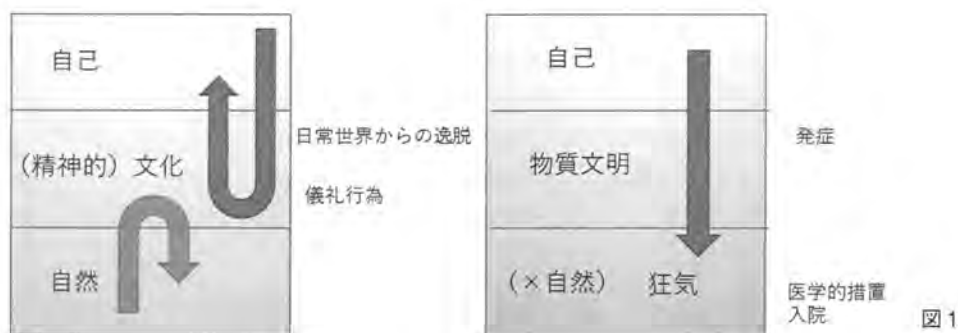 自己
(精神的) 文化
自然
日常世界からの逸脱
儀礼行為
自己
物質文明
(×自然) 狂気
発症
医学的措置
入院
図1